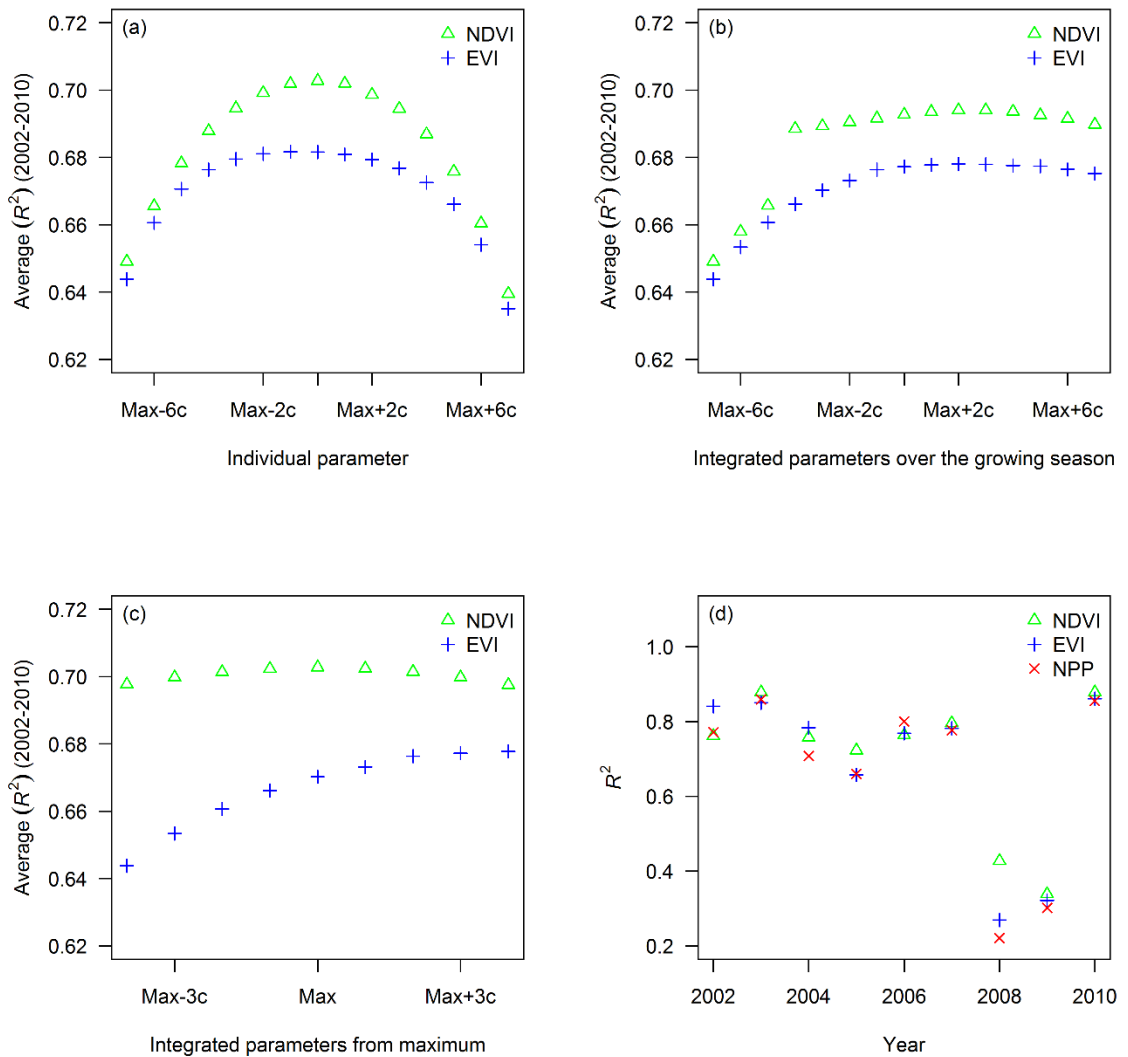 (a)
NDVI
EVI
0.72
0.70
0.68
0.66
0.64
0.62
Average (R²) (2002-2010)
Max-6c Max-2c Max+2c Max+6c
Individual parameter
(b)
NDVI
EVI
0.72
0.70
0.68
0.66
0.64
0.62
Average (R²) (2002-2010)
Max-6c Max-2c Max+2c Max+6c
Integrated parameters over the growing season
(c)
NDVI
EVI
0.72
0.70
0.68
0.66
0.64
0.62
Average (R²) (2002-2010)
Max-3c Max Max+3c
Integrated parameters from maximum
(d)
NDVI
EVI
NPP
1.0
0.8
0.6
0.4
0.2
R²
2002 2004 2006 2008 2010
Year